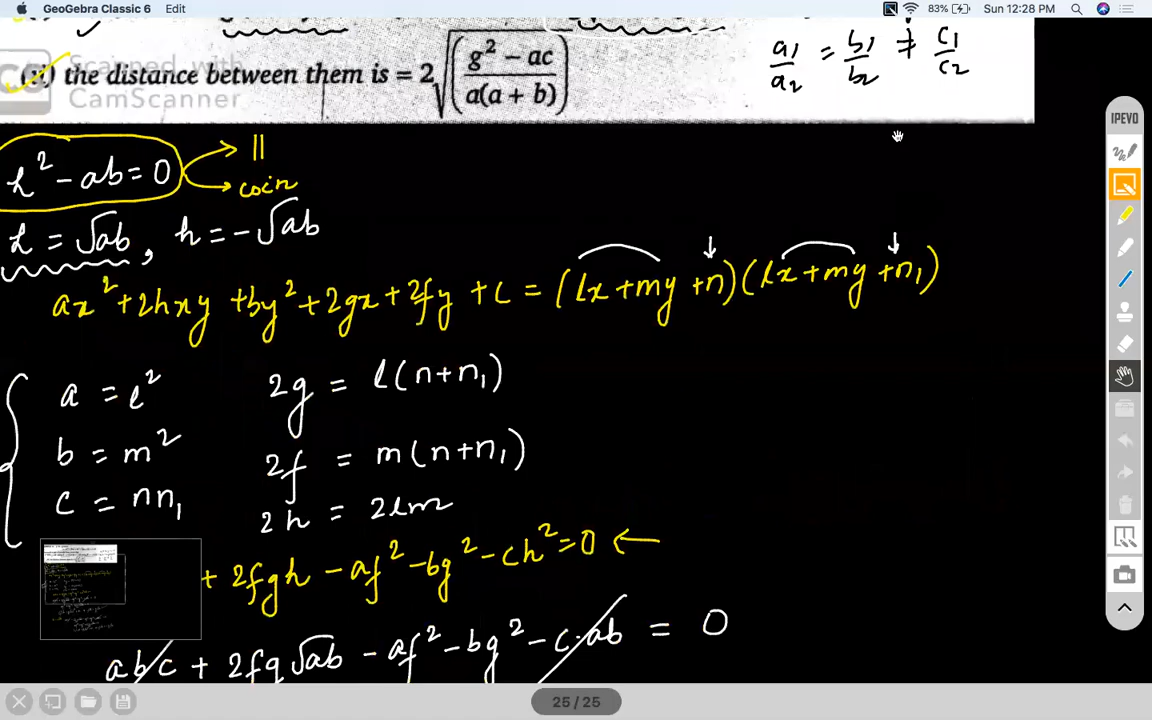 GeoGebra Classic 6 Edit 83% Sun 12:28 PM
Scanned with
the distance between them is = 2√((g² − ac)/(a(a + b)))
CamScanner
a₁/a₂ = b₁/b₂ ≠ c₁/c₂
IPEVO
h² − ab = 0
||
coin
h = √ab , h = −√ab
ax² + 2hxy + by² + 2gx + 2fy + c = (lx + my + n)(lx + my + n₁)
a = l² 2g = l(n+n₁)
b = m² 2f = m(n+n₁)
c = nn₁ 2h = 2lm
+ 2fgh − af² − bg² − ch² = 0 ←
abc + 2fg√ab − af² − bg² − c·ab = 0
25 / 25